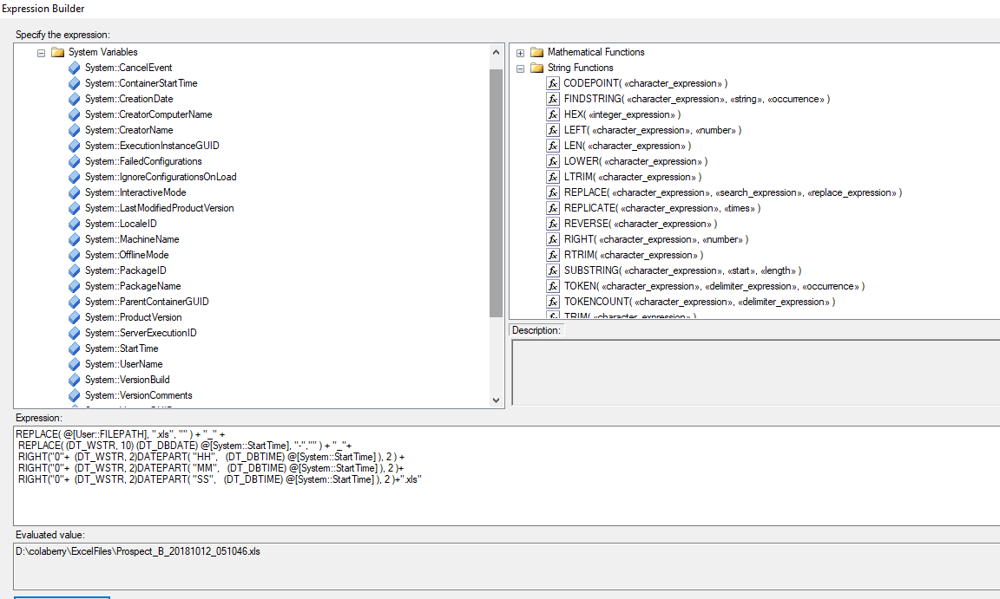 Expression Builder
Specify the expression:
System Variables
System::CancelEvent
System::ContainerStartTime
System::CreationDate
System::CreatorComputerName
System::CreatorName
System::ExecutionInstanceGUID
System::FailedConfigurations
System::IgnoreConfigurationsOnLoad
System::InteractiveMode
System::LastModifiedProductVersion
System::LocaleID
System::MachineName
System::OfflineMode
System::PackageID
System::PackageName
System::ParentContainerGUID
System::ProductVersion
System::ServerExecutionID
System::StartTime
System::UserName
System::VersionBuild
System::VersionComments
Mathematical Functions
String Functions
CODEPOINT( «character_expression» )
FINDSTRING( «character_expression», «string», «occurrence» )
HEX( «integer_expression» )
LEFT( «character_expression», «number» )
LEN( «character_expression» )
LOWER( «character_expression» )
LTRIM( «character_expression» )
REPLACE( «character_expression», «search_expression», «replace_expression» )
REPLICATE( «character_expression», «times» )
REVERSE( «character_expression» )
RIGHT( «character_expression», «number» )
RTRIM( «character_expression» )
SUBSTRING( «character_expression», «start», «length» )
TOKEN( «character_expression», «delimiter_expression», «occurrence» )
TOKENCOUNT( «character_expression», «delimiter_expression» )
TRIM( «character_expression» )
Description:
Expression:
REPLACE( @[User::FILEPATH], ".xls", "" ) + "_" +
REPLACE( (DT_WSTR, 10) (DT_DBDATE) @[System::StartTime], "-","" ) + "_"+
RIGHT("0"+ (DT_WSTR, 2)DATEPART( "HH", (DT_DBTIME) @[System::StartTime] ), 2 ) +
RIGHT("0"+ (DT_WSTR, 2)DATEPART( "MM", (DT_DBTIME) @[System::StartTime] ), 2 )+
RIGHT("0"+ (DT_WSTR, 2)DATEPART( "SS", (DT_DBTIME) @[System::StartTime] ), 2 )+".xls"
Evaluated value:
D:\colaberry\ExcelFiles\Prospect_B_20181012_051046.xls